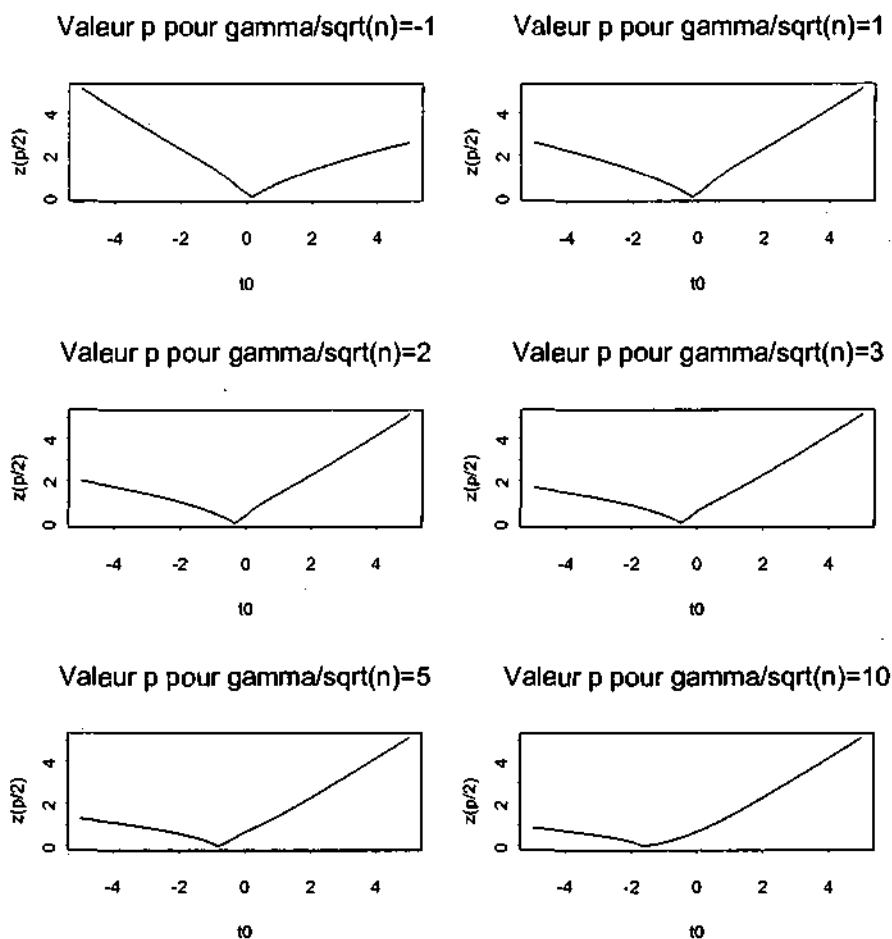 Valeur p pour gamma/sqrt(n)=-1
z(p/2)
0 2 4
-4 -2 0 2 4
t0
Valeur p pour gamma/sqrt(n)=1
z(p/2)
0 2 4
-4 -2 0 2 4
t0
Valeur p pour gamma/sqrt(n)=2
z(p/2)
0 2 4
-4 -2 0 2 4
t0
Valeur p pour gamma/sqrt(n)=3
z(p/2)
0 2 4
-4 -2 0 2 4
t0
Valeur p pour gamma/sqrt(n)=5
z(p/2)
0 2 4
-4 -2 0 2 4
t0
Valeur p pour gamma/sqrt(n)=10
z(p/2)
0 2 4
-4 -2 0 2 4
t0